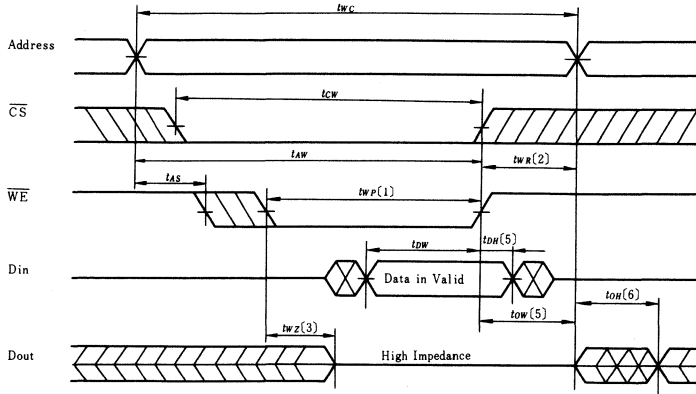 tWC
Address
tCW
CS
tAW
tWR(2)
tAS
tWP(1)
WE
tDW
tDH(5)
Din
Data in Valid
tOW(5)
tOH(6)
tWZ(3)
Dout
High Impedance